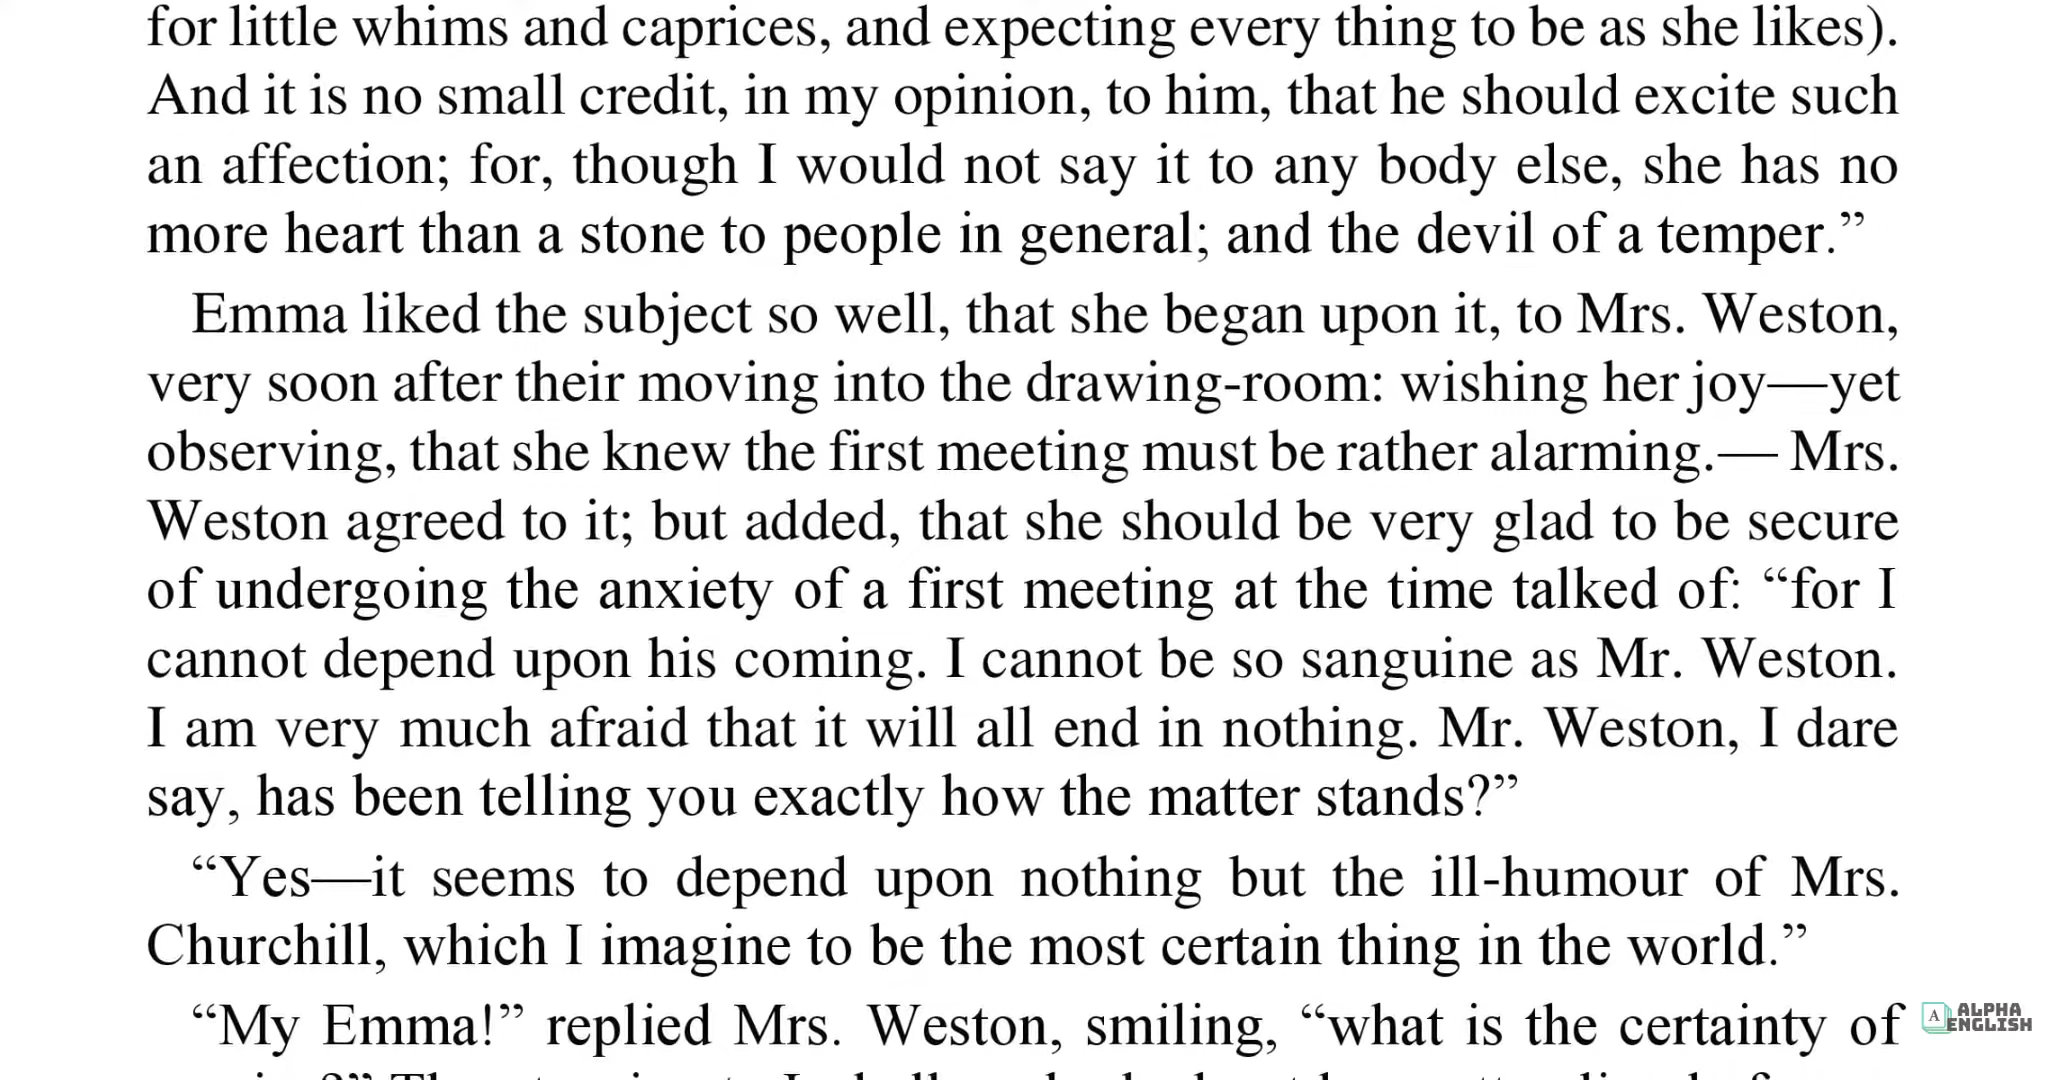 for little whims and caprices, and expecting every thing to be as she likes).
And it is no small credit, in my opinion, to him, that he should excite such
an affection; for, though I would not say it to any body else, she has no
more heart than a stone to people in general; and the devil of a temper.”
Emma liked the subject so well, that she began upon it, to Mrs. Weston,
very soon after their moving into the drawing-room: wishing her joy—yet
observing, that she knew the first meeting must be rather alarming.— Mrs.
Weston agreed to it; but added, that she should be very glad to be secure
of undergoing the anxiety of a first meeting at the time talked of: “for I
cannot depend upon his coming. I cannot be so sanguine as Mr. Weston.
I am very much afraid that it will all end in nothing. Mr. Weston, I dare
say, has been telling you exactly how the matter stands?”
“Yes—it seems to depend upon nothing but the ill-humour of Mrs.
Churchill, which I imagine to be the most certain thing in the world.”
“My Emma!” replied Mrs. Weston, smiling, “what is the certainty of
A ALPHA
ENGLISH